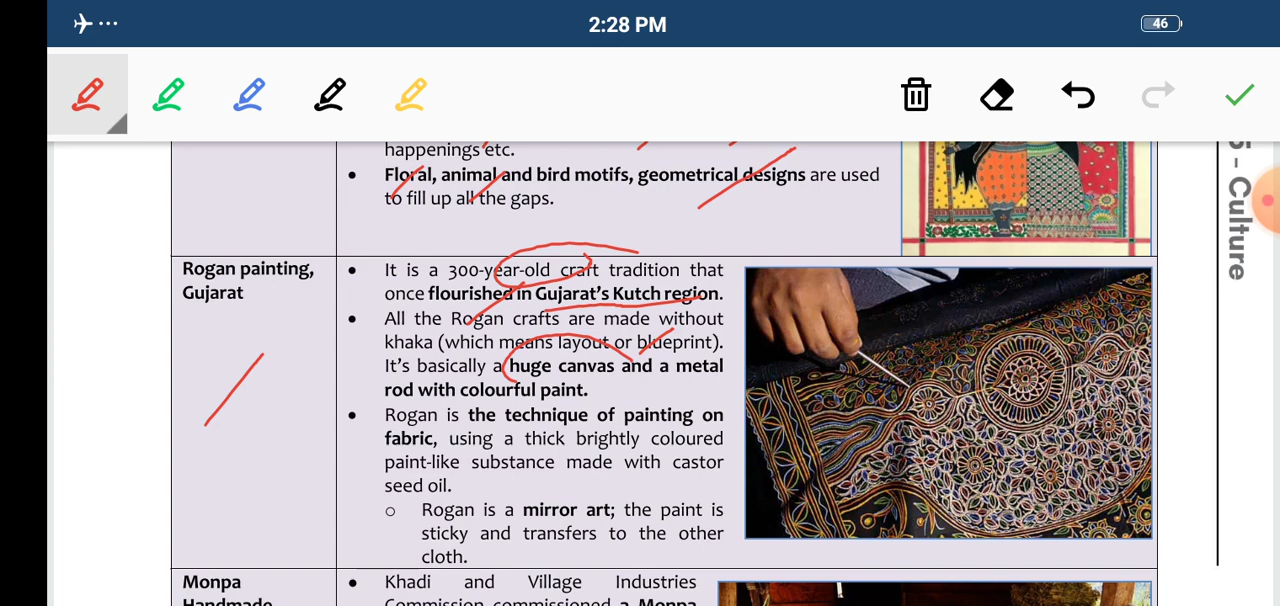 2:28 PM
46
happenings etc.
• Floral, animal and bird motifs, geometrical designs are used
to fill up all the gaps.
Rogan painting,
Gujarat
• It is a 300-year-old craft tradition that
once flourished in Gujarat's Kutch region.
• All the Rogan crafts are made without
khaka (which means layout or blueprint).
It's basically a huge canvas and a metal
rod with colourful paint.
• Rogan is the technique of painting on
fabric, using a thick brightly coloured
paint-like substance made with castor
seed oil.
o Rogan is a mirror art; the paint is
sticky and transfers to the other
cloth.
Monpa
Handmade
• Khadi and Village Industries
Commission commissioned a Monpa
- Culture